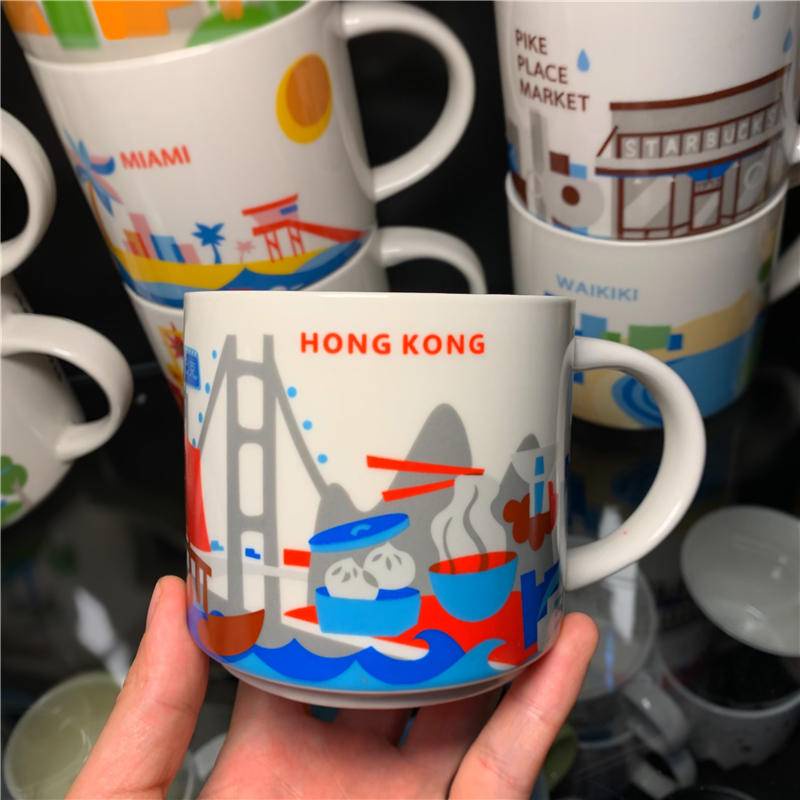 MIAMI
PIKE
PLACE
MARKET
STARBUCKS
WAIKIKI
HONG KONG